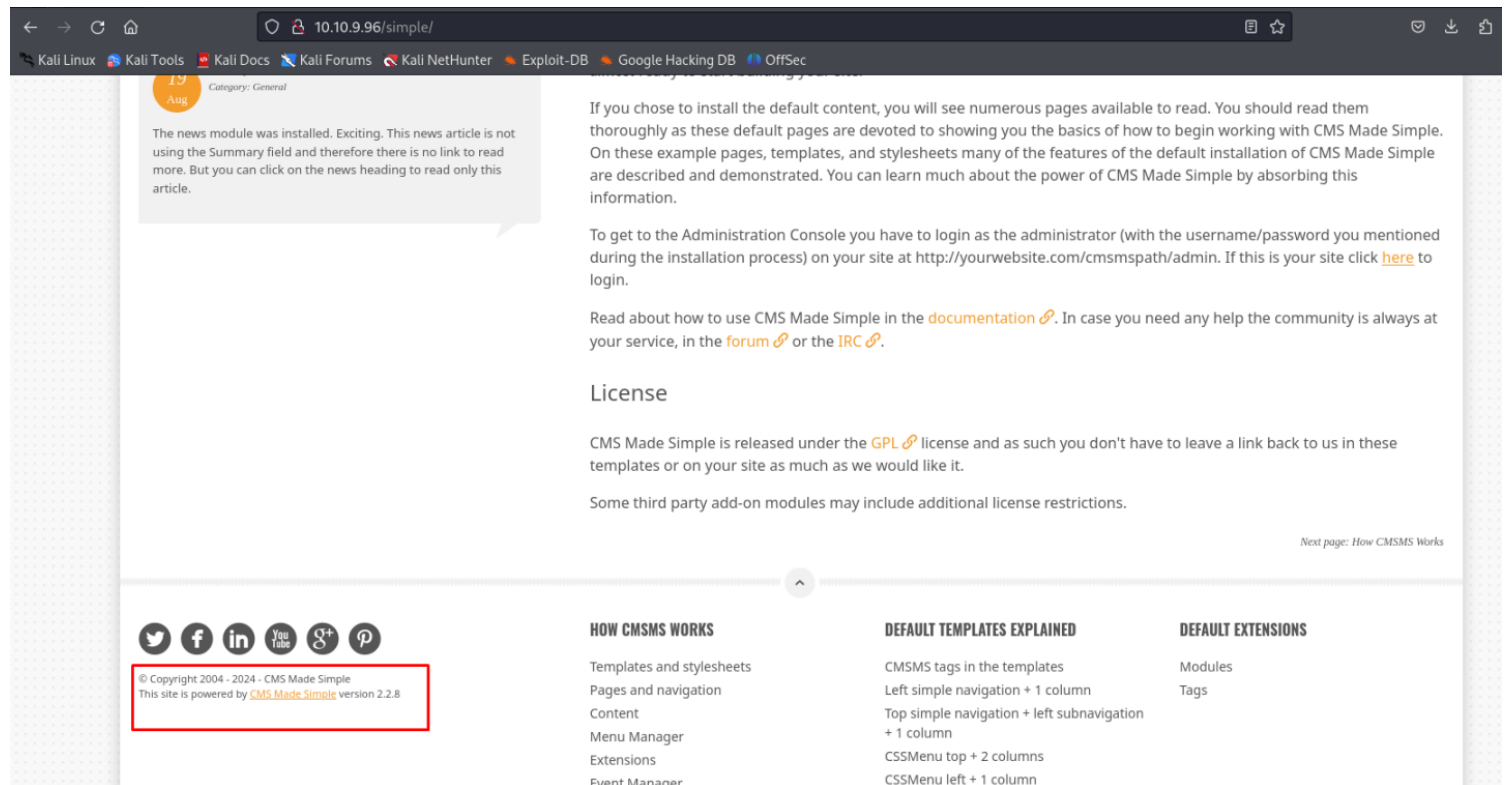 10.10.9.96/simple/
Kali Linux Kali Tools Kali Docs Kali Forums Kali NetHunter Exploit-DB Google Hacking DB OffSec
19
Aug
Category: General
The news module was installed. Exciting. This news article is not
using the Summary field and therefore there is no link to read
more. But you can click on the news heading to read only this
article.
almost ready to start building your site.
If you chose to install the default content, you will see numerous pages available to read. You should read them
thoroughly as these default pages are devoted to showing you the basics of how to begin working with CMS Made Simple.
On these example pages, templates, and stylesheets many of the features of the default installation of CMS Made Simple
are described and demonstrated. You can learn much about the power of CMS Made Simple by absorbing this
information.
To get to the Administration Console you have to login as the administrator (with the username/password you mentioned
during the installation process) on your site at http://yourwebsite.com/cmsmspath/admin. If this is your site click here to
login.
Read about how to use CMS Made Simple in the documentation. In case you need any help the community is always at
your service, in the forum or the IRC.
License
CMS Made Simple is released under the GPL license and as such you don't have to leave a link back to us in these
templates or on your site as much as we would like it.
Some third party add-on modules may include additional license restrictions.
Next page: How CMSMS Works
You
Tube
g+
© Copyright 2004 - 2024 - CMS Made Simple
This site is powered by CMS Made Simple version 2.2.8
HOW CMSMS WORKS
Templates and stylesheets
Pages and navigation
Content
Menu Manager
Extensions
Event Manager
DEFAULT TEMPLATES EXPLAINED
CMSMS tags in the templates
Left simple navigation + 1 column
Top simple navigation + left subnavigation
+ 1 column
CSSMenu top + 2 columns
CSSMenu left + 1 column
DEFAULT EXTENSIONS
Modules
Tags